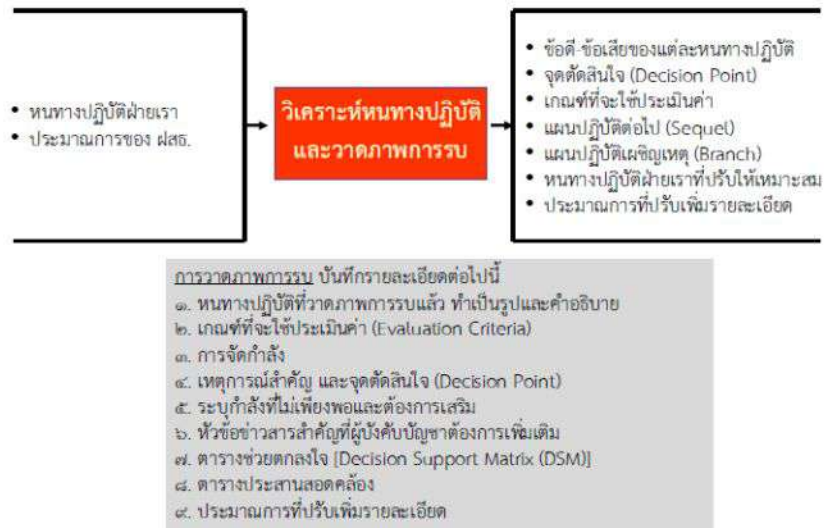 • หนทางปฏิบัติฝ่ายเรา
• ประมาณการของ ฝสธ.
วิเคราะห์หนทางปฏิบัติ
และวาดภาพการรบ
• ข้อดี-ข้อเสียของแต่ละหนทางปฏิบัติ
• จุดตัดสินใจ (Decision Point)
• เกณฑ์ที่จะใช้ประเมินค่า
• แผนปฏิบัติต่อไป (Sequel)
• แผนปฏิบัติเผชิญเหตุ (Branch)
• หนทางปฏิบัติฝ่ายเราที่ปรับให้เหมาะสม
• ประมาณการที่ปรับเพิ่มรายละเอียด
การวาดภาพการรบ บันทึกรายละเอียดต่อไปนี้
๑. หนทางปฏิบัติที่วาดภาพการรบแล้ว ทำเป็นรูปและคำอธิบาย
๒. เกณฑ์ที่จะใช้ประเมินค่า (Evaluation Criteria)
๓. การจัดกำลัง
๔. เหตุการณ์สำคัญ และจุดตัดสินใจ (Decision Point)
๕. ระบุกำลังที่ไม่เพียงพอและต้องการเสริม
๖. หัวข้อข่าวสารสำคัญที่ผู้บังคับบัญชาต้องการเพิ่มเติม
๗. ตารางช่วยตกลงใจ [Decision Support Matrix (DSM)]
๘. ตารางประสานสอดคล้อง
๙. ประมาณการที่ปรับเพิ่มรายละเอียด